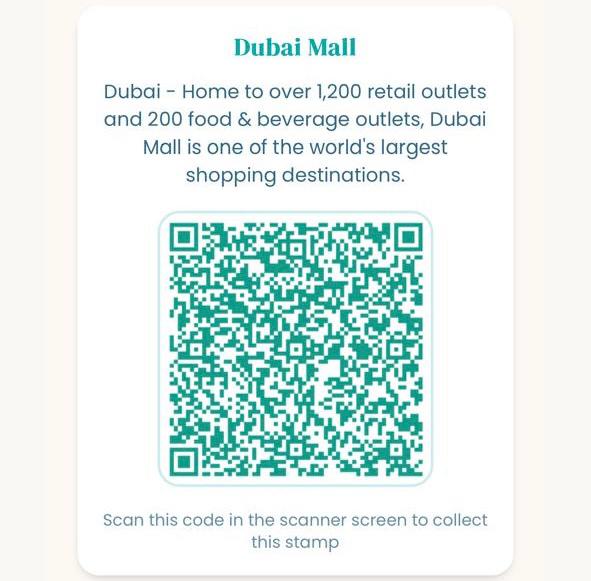 Dubai Mall
Dubai - Home to over 1,200 retail outlets
and 200 food & beverage outlets, Dubai
Mall is one of the world's largest
shopping destinations.
Scan this code in the scanner screen to collect
this stamp